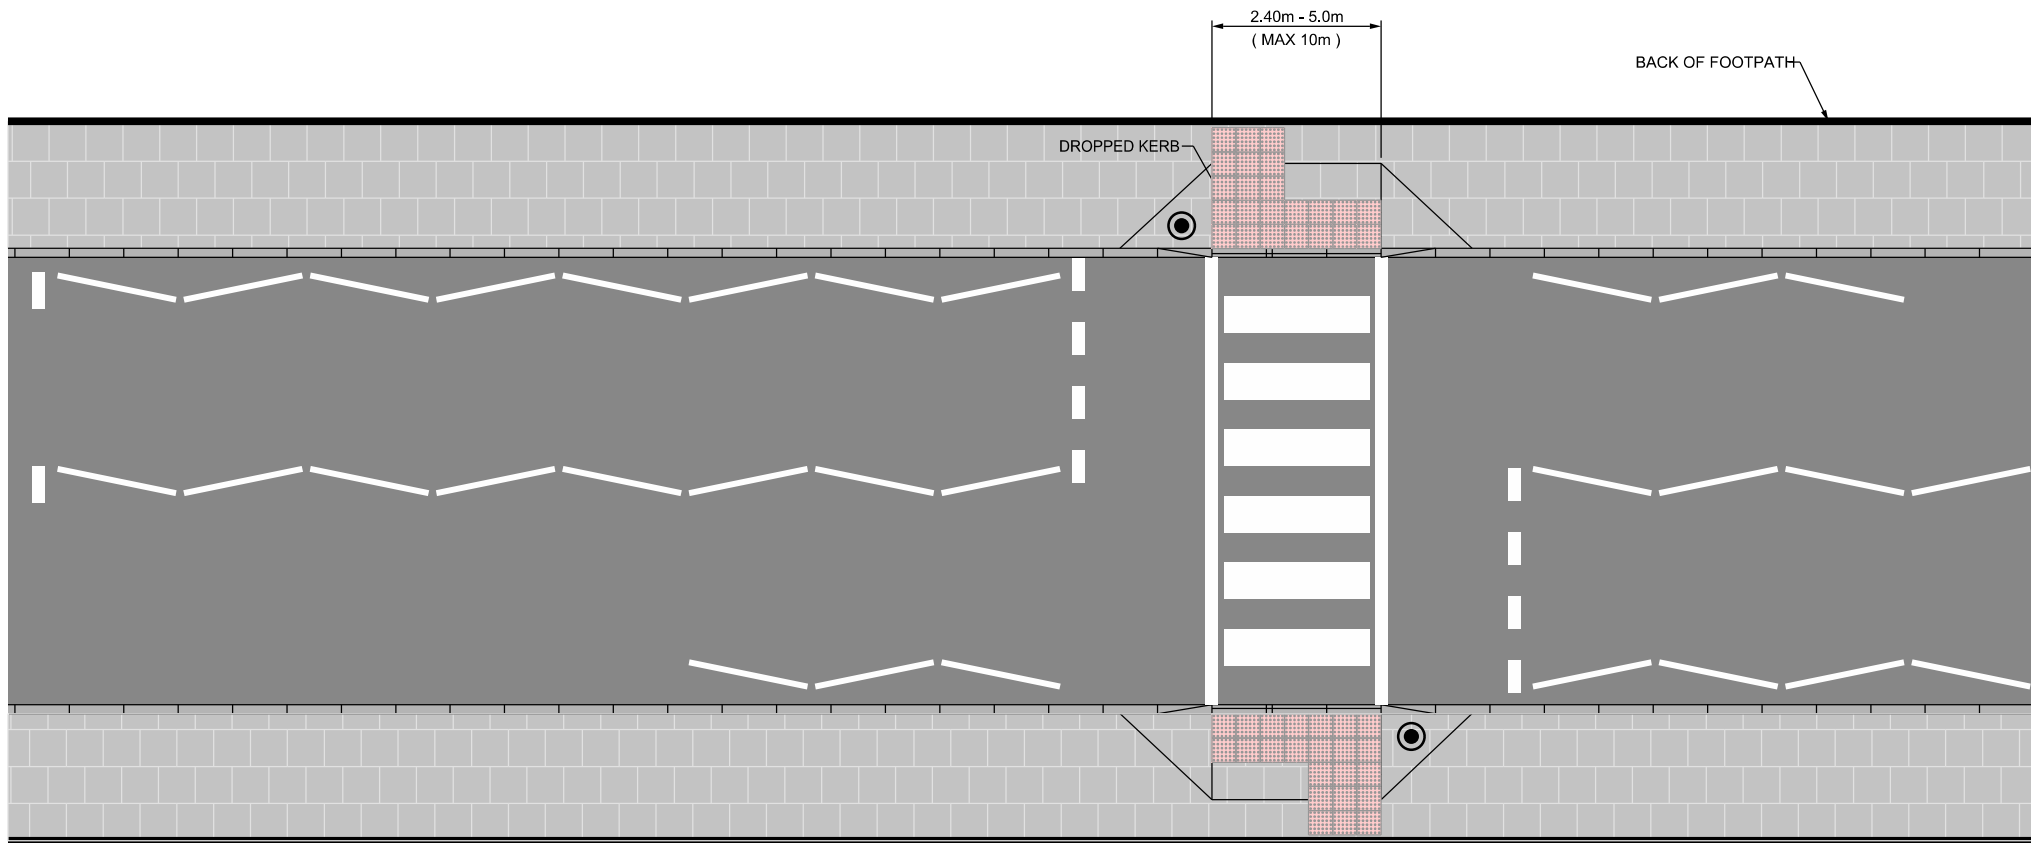 2.40m - 5.0m
( MAX 10m )
BACK OF FOOTPATH
DROPPED KERB